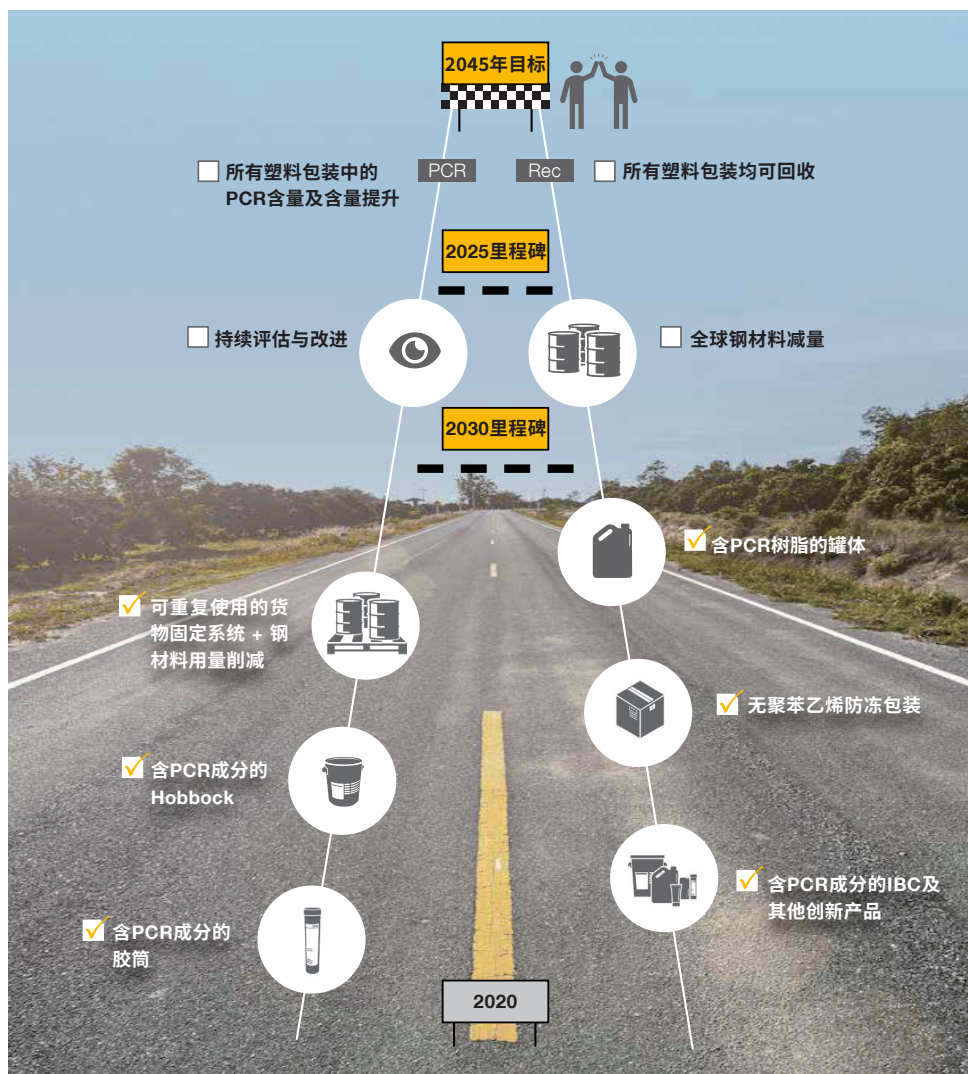 2045年目标
所有塑料包装中的
PCR含量及含量提升
PCR
Rec
所有塑料包装均可回收
2025里程碑
持续评估与改进
全球钢材料减量
2030里程碑
含PCR树脂的罐体
可重复使用的货
物固定系统 + 钢
材料用量削减
无聚苯乙烯防冻包装
含PCR成分的
Hobbock
含PCR成分的IBC及
其他创新产品
含PCR成分的
胶筒
2020